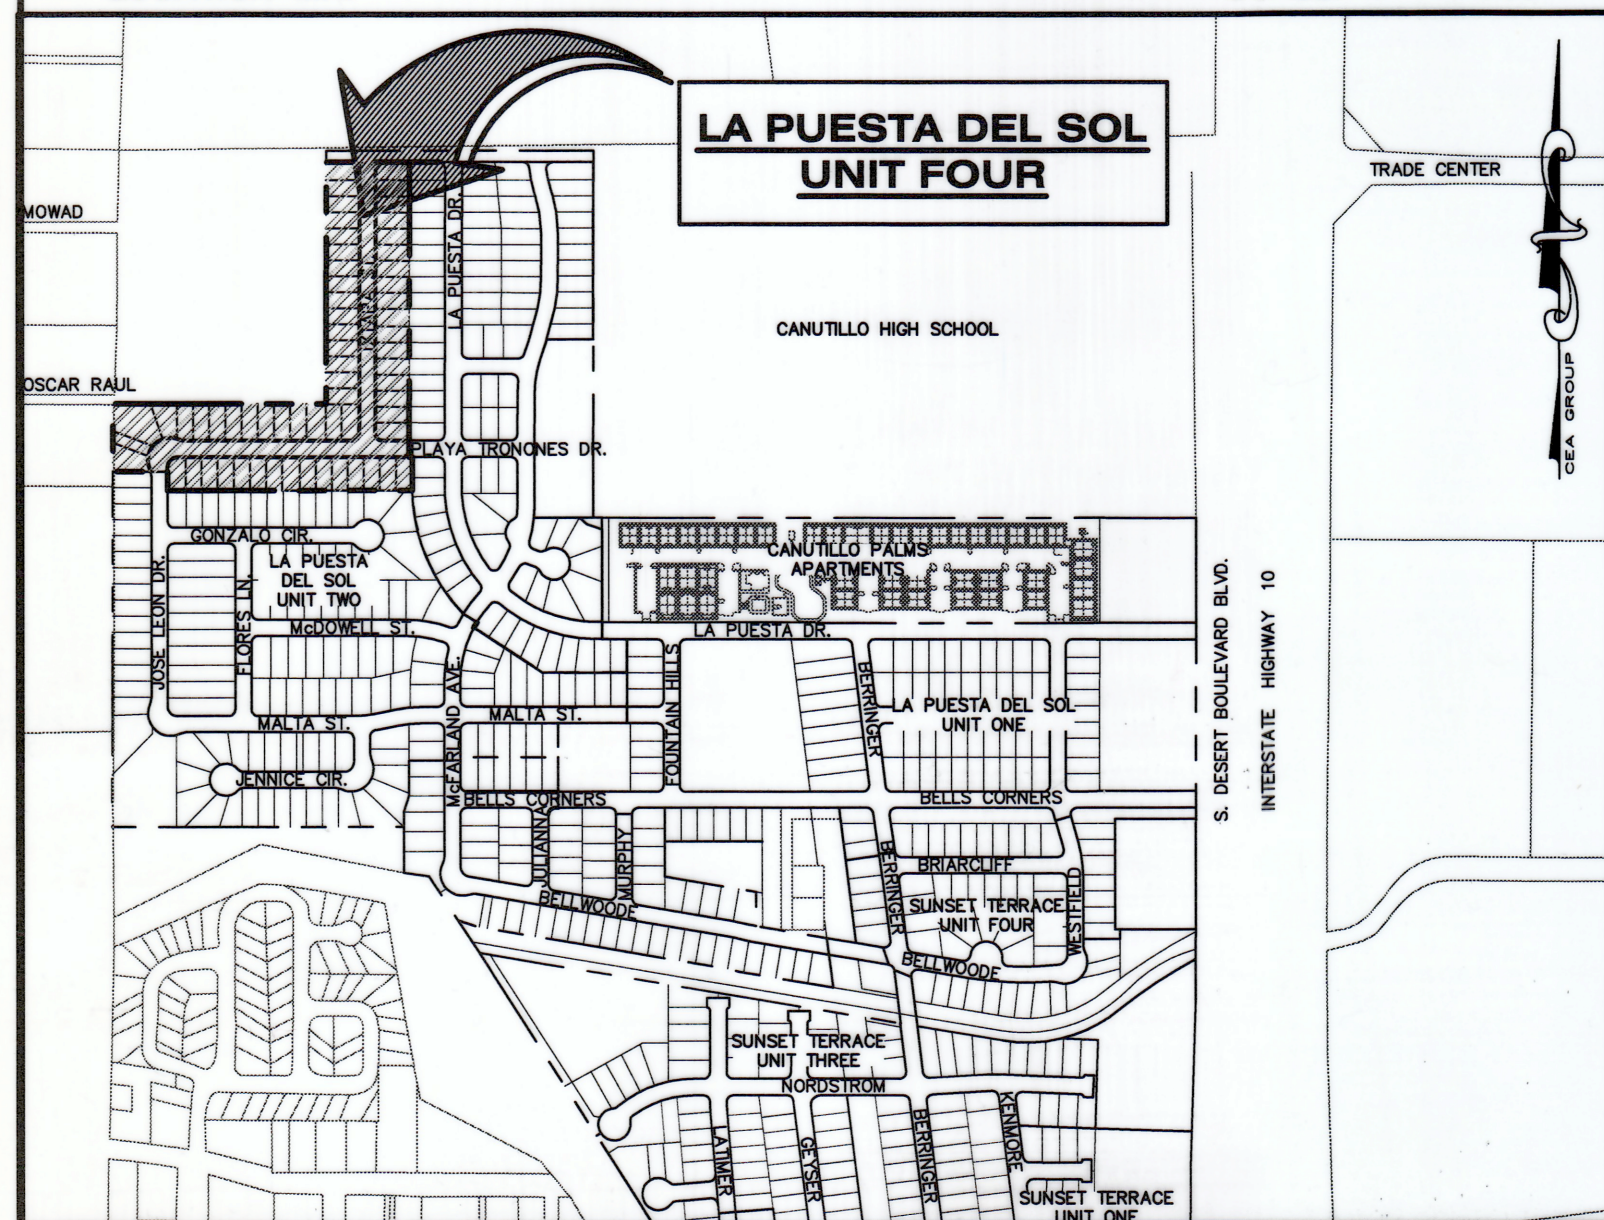 LA PUESTA DEL SOL
UNIT FOUR
TRADE CENTER
MOWAD
LA PUESTA DR.
CANUTILLO HIGH SCHOOL
OSCAR RAUL
CEA GROUP
PLAYA TRONONES DR.
GONZALO CIR.
LA PUESTA
DEL SOL
UNIT TWO
CANUTILLO PALMS
APARTMENTS
JOSE LEON DR.
FLORES LN.
McDOWELL ST.
LA PUESTA DR.
S. DESERT BOULEVARD BLVD.
INTERSTATE HIGHWAY 10
McFARLAND AVE.
FOUNTAIN HILLS
BERRINGER
LA PUESTA DEL SOL
UNIT ONE
MALTA ST.
MALTA ST.
JENNICE CIR.
BELLS CORNERS
BELLS CORNERS
JULIANNA
MURPHY
BERRINGER
BRIARCLIFF
WESTFIELD
SUNSET TERRACE
UNIT FOUR
BELLWOODE
BELLWOODE
SUNSET TERRACE
UNIT THREE
NORDSTROM
LATIMER
GEYSER
BERRINGER
KENMORE
SUNSET TERRACE
UNIT ONE